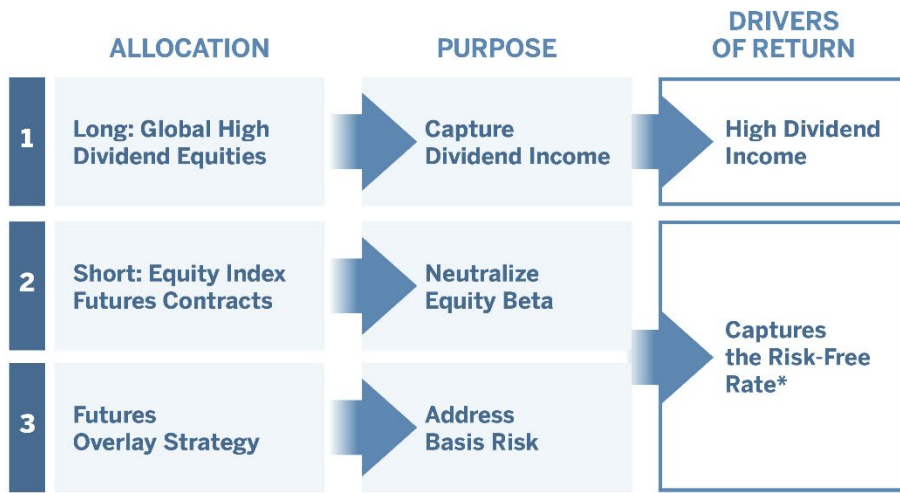 ALLOCATION
PURPOSE
DRIVERS
OF RETURN
1
Long: Global High
Dividend Equities
Capture
Dividend Income
High Dividend
Income
2
Short: Equity Index
Futures Contracts
Neutralize
Equity Beta
Captures
the Risk-Free
Rate*
3
Futures
Overlay Strategy
Address
Basis Risk